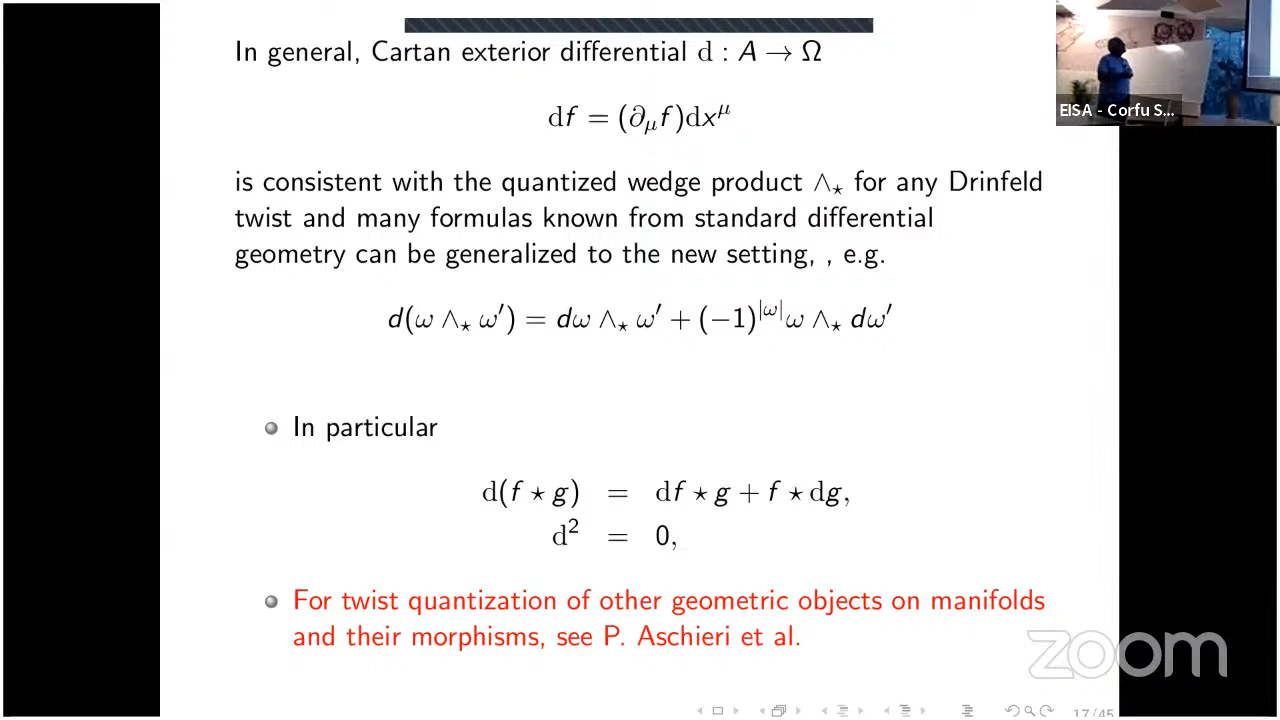 In general, Cartan exterior differential d : A → Ω
df = (∂_μ f)dx^μ
EISA - Corfu S...
is consistent with the quantized wedge product ∧⋆ for any Drinfeld
twist and many formulas known from standard differential
geometry can be generalized to the new setting, , e.g.
d(ω ∧⋆ ω′) = dω ∧⋆ ω′ + (−1)^|ω| ω ∧⋆ dω′
In particular
d(f ⋆ g) = df ⋆ g + f ⋆ dg,
d² = 0,
For twist quantization of other geometric objects on manifolds
and their morphisms, see P. Aschieri et al.
zoom
17/45